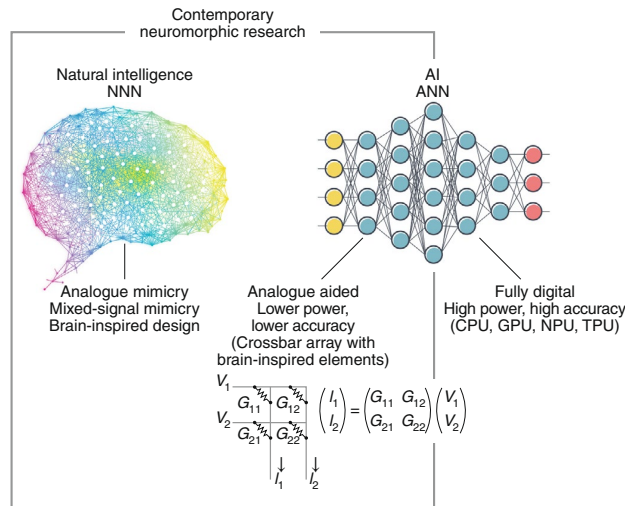 Contemporary
neuromorphic research
Natural intelligence
NNN
AI
ANN
Analogue mimicry
Mixed-signal mimicry
Brain-inspired design
Analogue aided
Lower power,
lower accuracy
(Crossbar array with
brain-inspired elements)
Fully digital
High power, high accuracy
(CPU, GPU, NPU, TPU)
V1
G11 G12
V2
G21 G22
I1 I2
(I1) = (G11 G12) (V1)
(I2) (G21 G22) (V2)